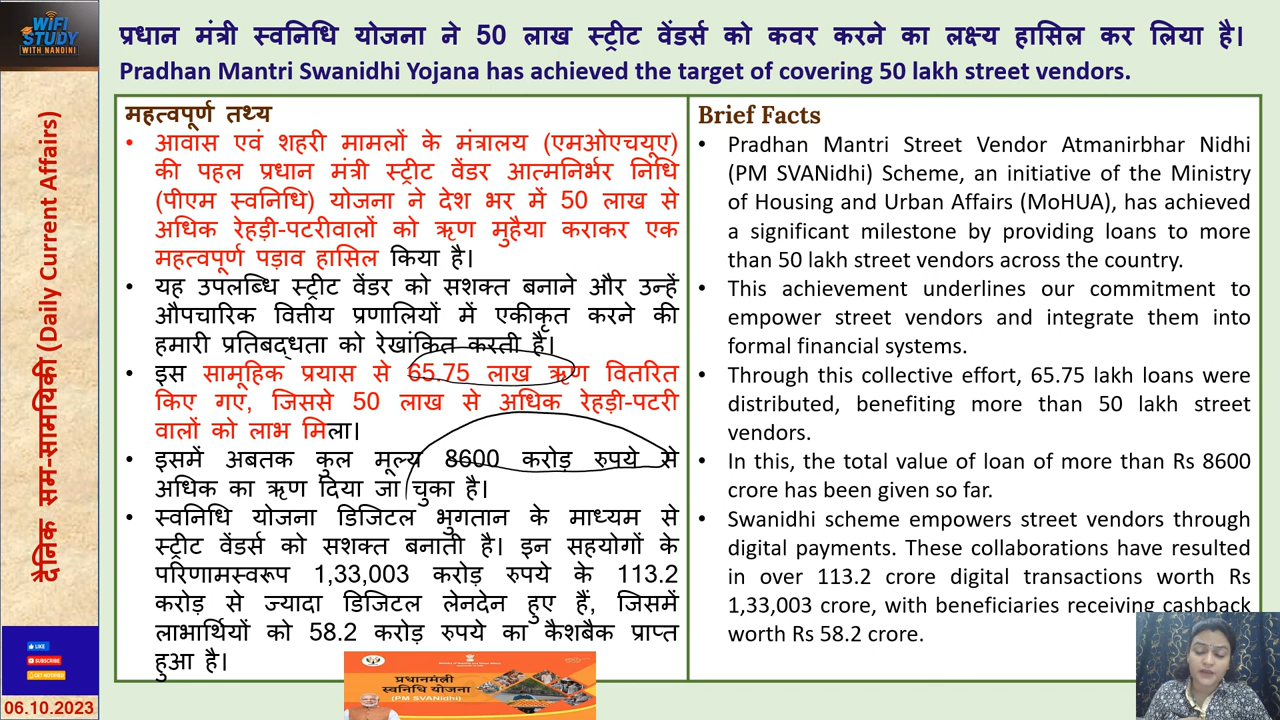 WiFi
STUDY
WITH NANDINI
प्रधान मंत्री स्वनिधि योजना ने 50 लाख स्ट्रीट वेंडर्स को कवर करने का लक्ष्य हासिल कर लिया है।
Pradhan Mantri Swanidhi Yojana has achieved the target of covering 50 lakh street vendors.
दैनिक सम-सामयिकी (Daily Current Affairs)
महत्वपूर्ण तथ्य
• आवास एवं शहरी मामलों के मंत्रालय (एमओएचयूए)
की पहल प्रधान मंत्री स्ट्रीट वेंडर आत्मनिर्भर निधि
(पीएम स्वनिधि) योजना ने देश भर में 50 लाख से
अधिक रेहड़ी-पटरीवालों को ऋण मुहैया कराकर एक
महत्वपूर्ण पड़ाव हासिल किया है।
• यह उपलब्धि स्ट्रीट वेंडर को सशक्त बनाने और उन्हें
औपचारिक वित्तीय प्रणालियों में एकीकृत करने की
हमारी प्रतिबद्धता को रेखांकित करती है।
• इस सामूहिक प्रयास से 65.75 लाख ऋण वितरित
किए गए, जिससे 50 लाख से अधिक रेहड़ी-पटरी
वालों को लाभ मिला।
• इसमें अबतक कुल मूल्य 8600 करोड़ रुपये से
अधिक का ऋण दिया जा चुका है।
• स्वनिधि योजना डिजिटल भुगतान के माध्यम से
स्ट्रीट वेंडर्स को सशक्त बनाती है। इन सहयोगों के
परिणामस्वरूप 1,33,003 करोड़ रुपये के 113.2
करोड़ से ज्यादा डिजिटल लेनदेन हुए हैं, जिसमें
लाभार्थियों को 58.2 करोड़ रुपये का कैशबैक प्राप्त
हुआ है।
Brief Facts
• Pradhan Mantri Street Vendor Atmanirbhar Nidhi
(PM SVANidhi) Scheme, an initiative of the Ministry
of Housing and Urban Affairs (MoHUA), has achieved
a significant milestone by providing loans to more
than 50 lakh street vendors across the country.
• This achievement underlines our commitment to
empower street vendors and integrate them into
formal financial systems.
• Through this collective effort, 65.75 lakh loans were
distributed, benefiting more than 50 lakh street
vendors.
• In this, the total value of loan of more than Rs 8600
crore has been given so far.
• Swanidhi scheme empowers street vendors through
digital payments. These collaborations have resulted
in over 113.2 crore digital transactions worth Rs
1,33,003 crore, with beneficiaries receiving cashback
worth Rs 58.2 crore.
LIKE
SUBSCRIBE
GET NOTIFIED
06.10.2023
प्रधानमंत्री
स्वनिधि योजना
(PM SVANidhi)